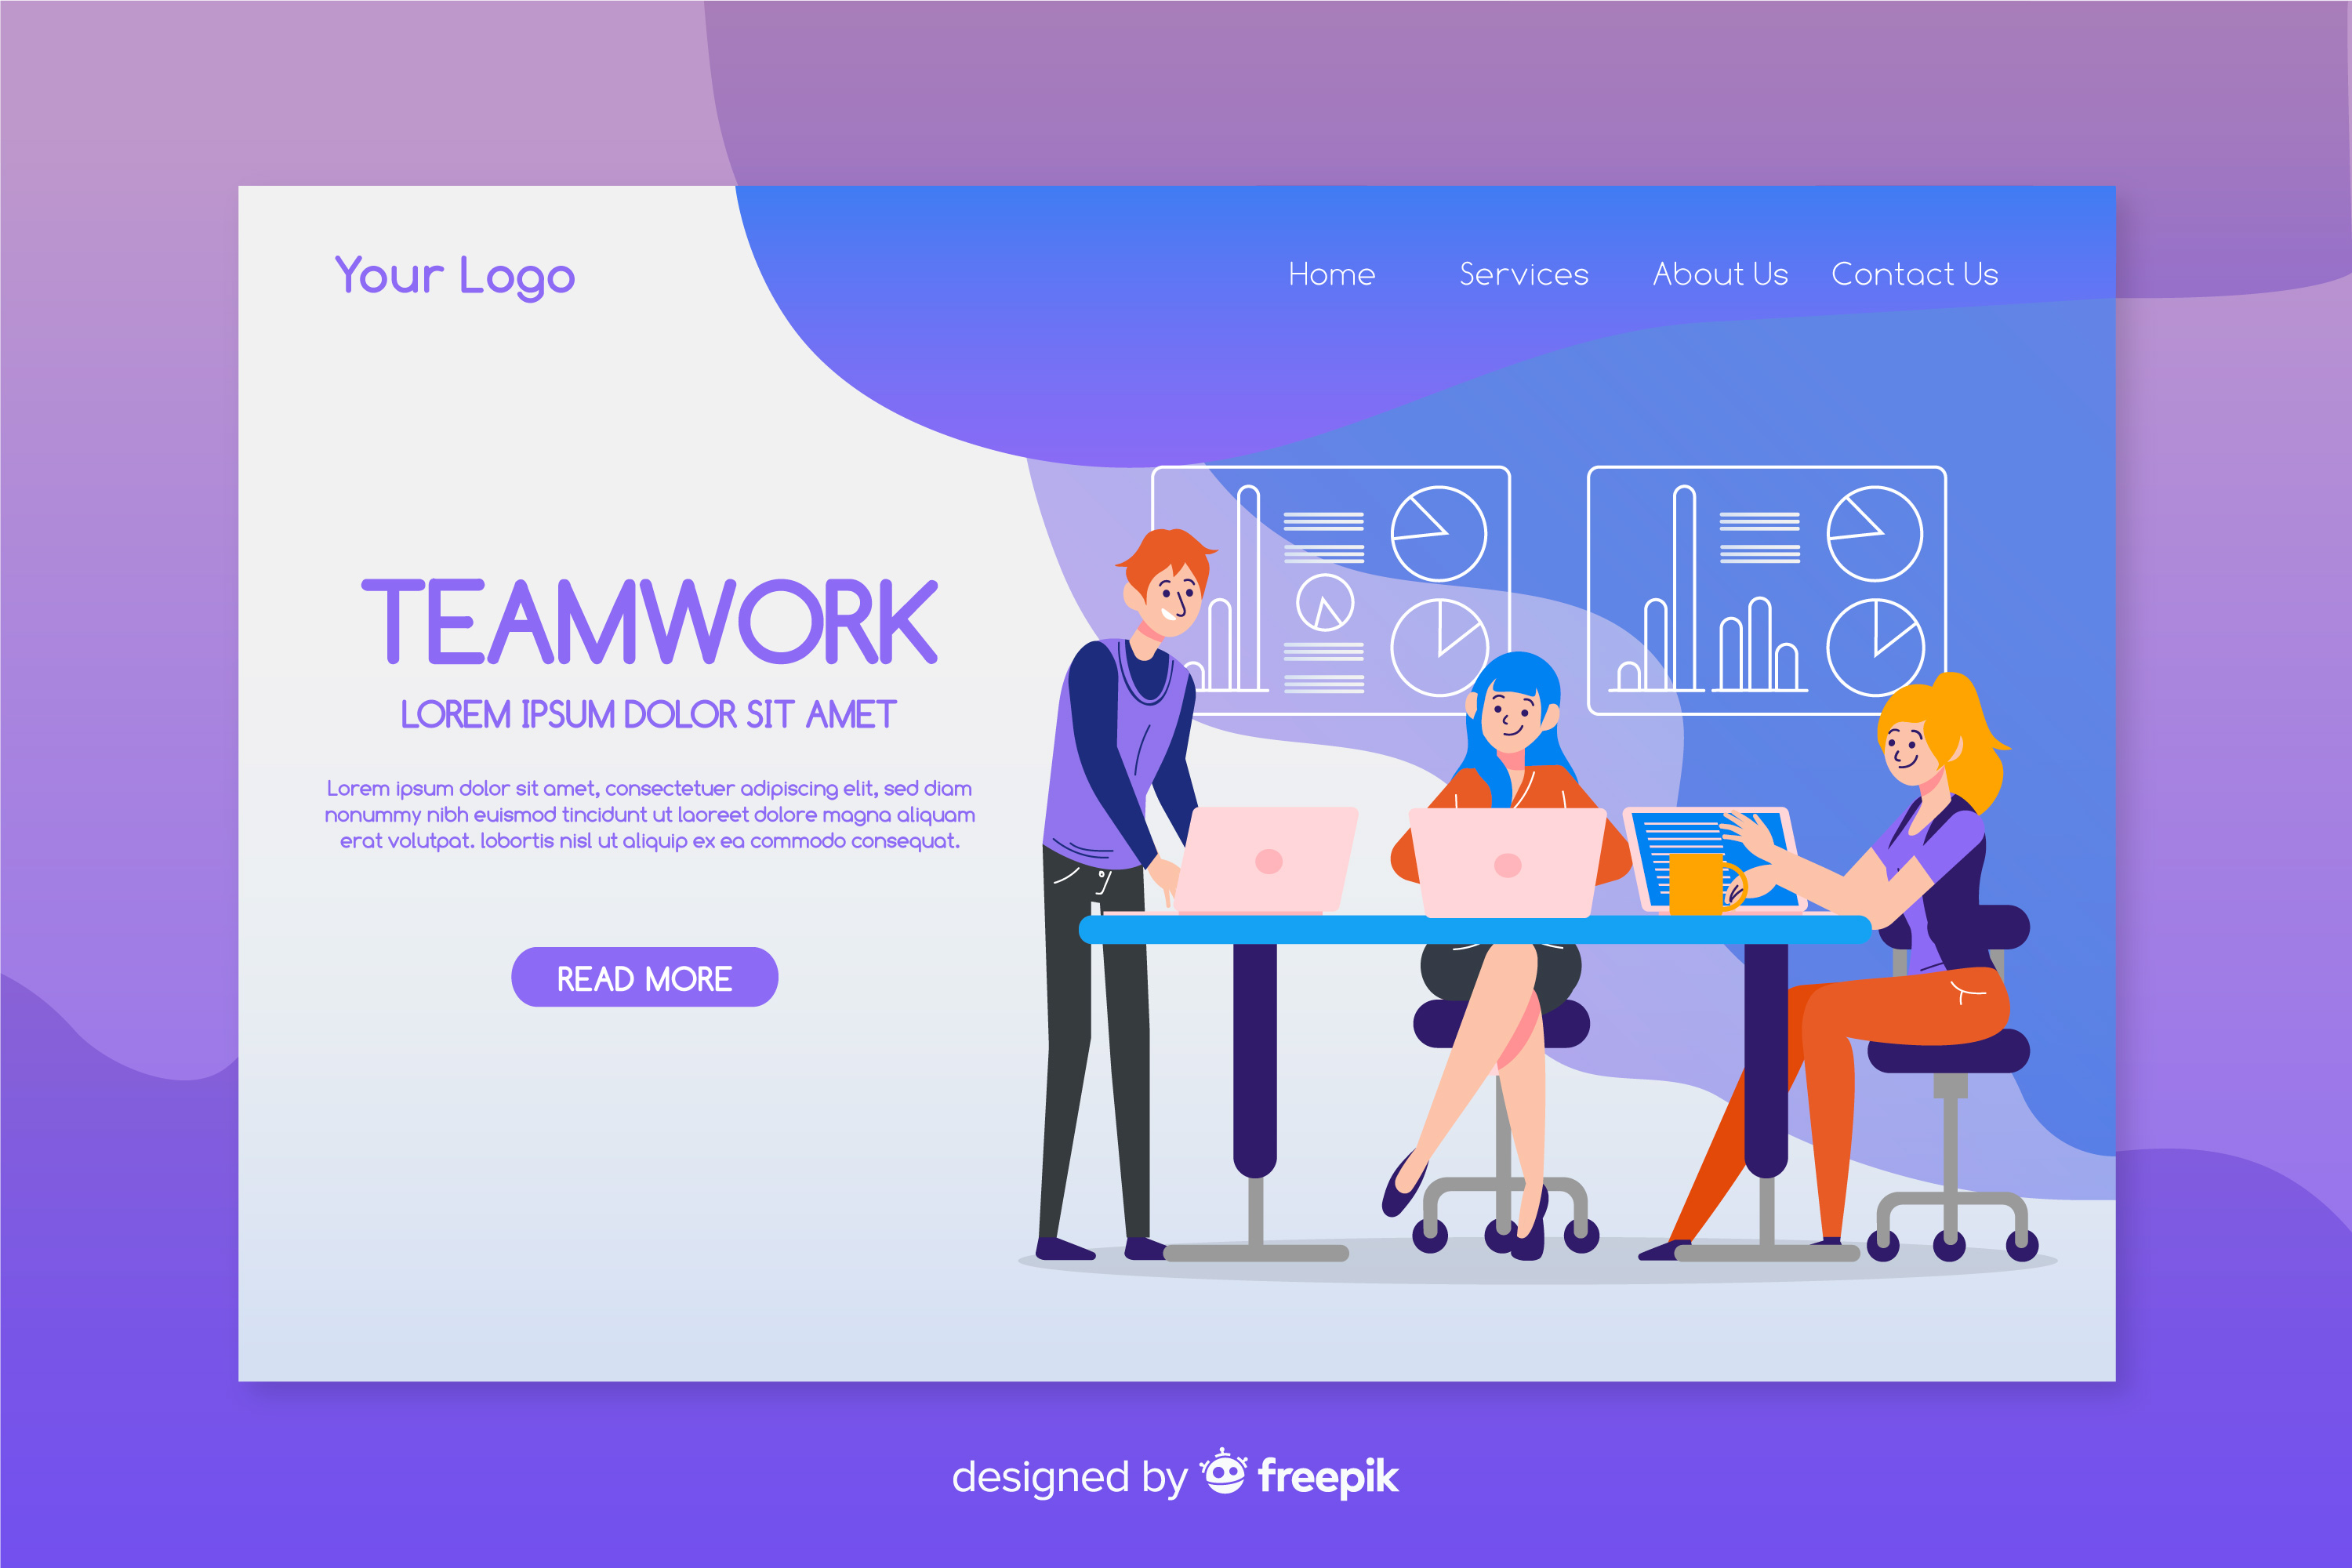 Your Logo
Home Services About Us Contact Us
TEAMWORK
LOREM IPSUM DOLOR SIT AMET
Lorem ipsum dolor sit amet, consectetuer adipiscing elit, sed diam
nonummy nibh euismod tincidunt ut laoreet dolore magna aliquam
erat volutpat. lobortis nisl ut aliquip ex ea commodo consequat.
READ MORE
designed by freepik